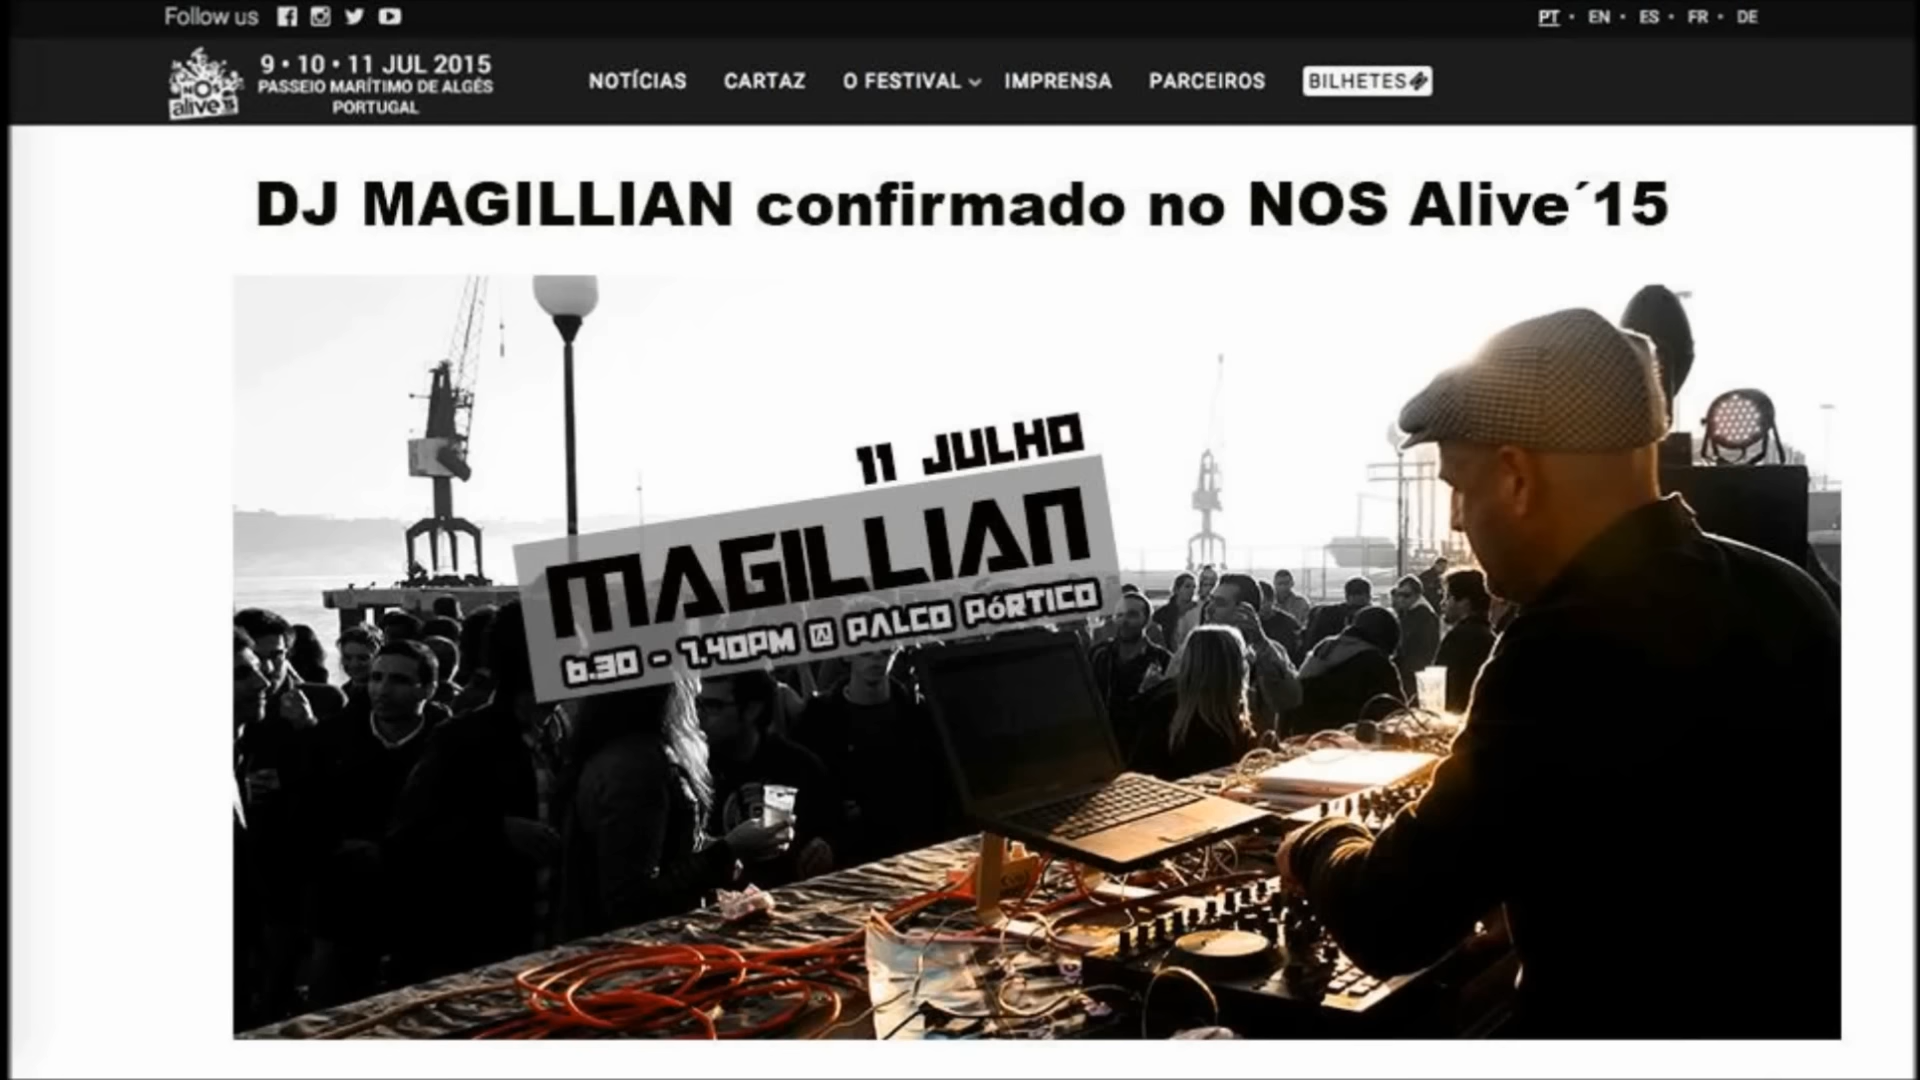 Follow us
PT • EN • ES • FR • DE
NOS alive
9 • 10 • 11 JUL 2015
PASSEIO MARÍTIMO DE ALGÉS
PORTUGAL
NOTÍCIAS CARTAZ O FESTIVAL IMPRENSA PARCEIROS BILHETES
DJ MAGILLIAN confirmado no NOS Alive´15
11 JULHO
MAGILLIAN
6.30 - 7.40PM @ PALCO PÓRTICO